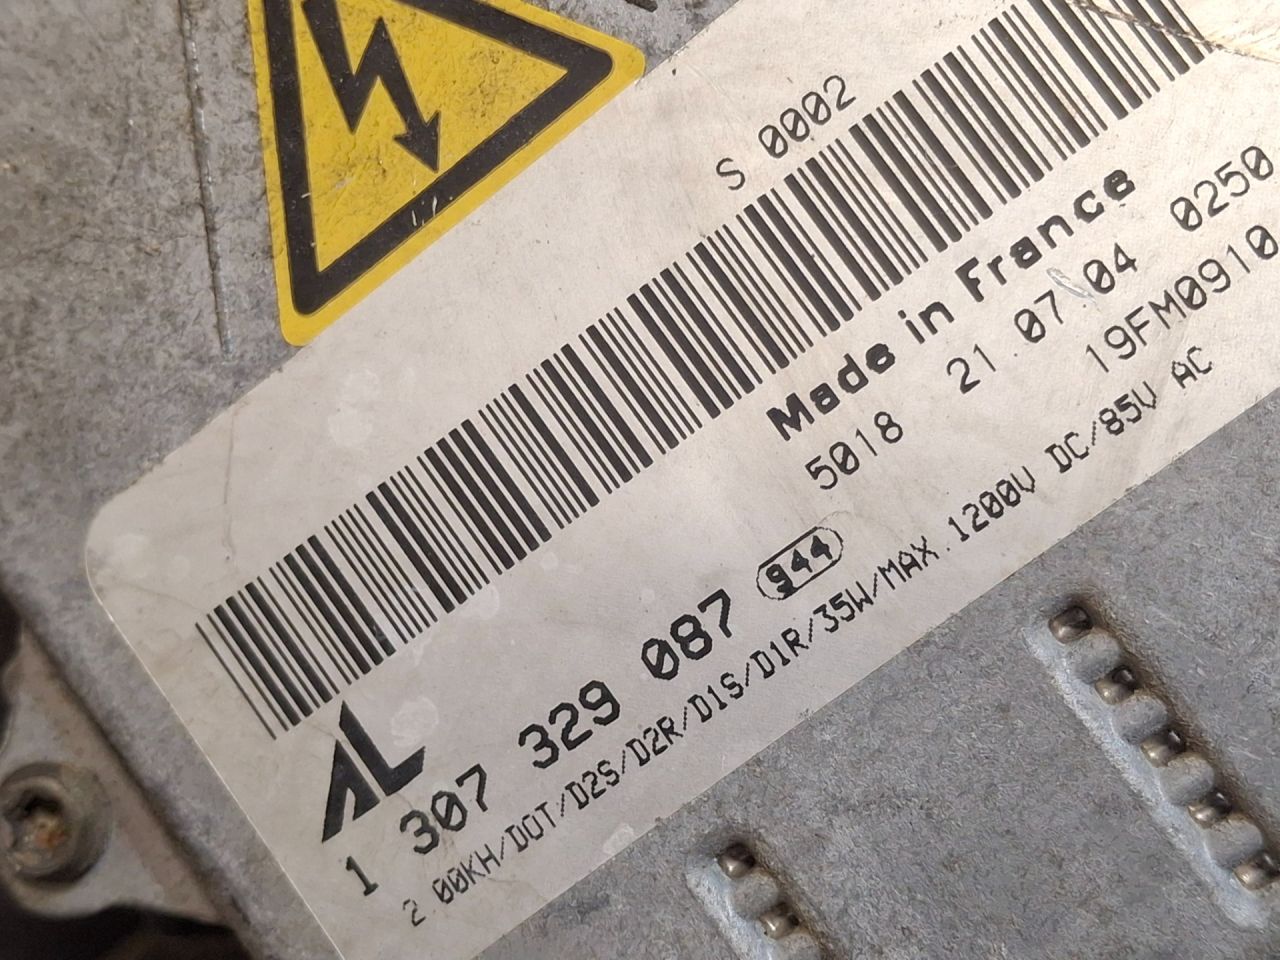 S 0002
Made in France
5018 21.07.04 0250
19FM0910
AL
1 307 329 087 944
2.00KH/DOT/D2S/D2R/D1S/D1R/35W/MAX.1200V DC/85V AC